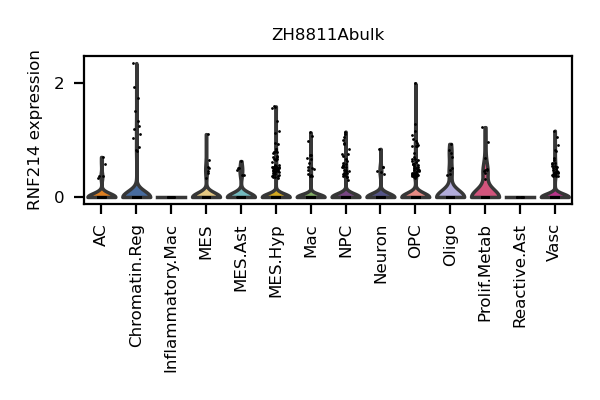 ZH8811Abulk
RNF214 expression
2
0
AC
Chromatin.Reg
Inflammatory.Mac
MES
MES.Ast
MES.Hyp
Mac
NPC
Neuron
OPC
Oligo
Prolif.Metab
Reactive.Ast
Vasc